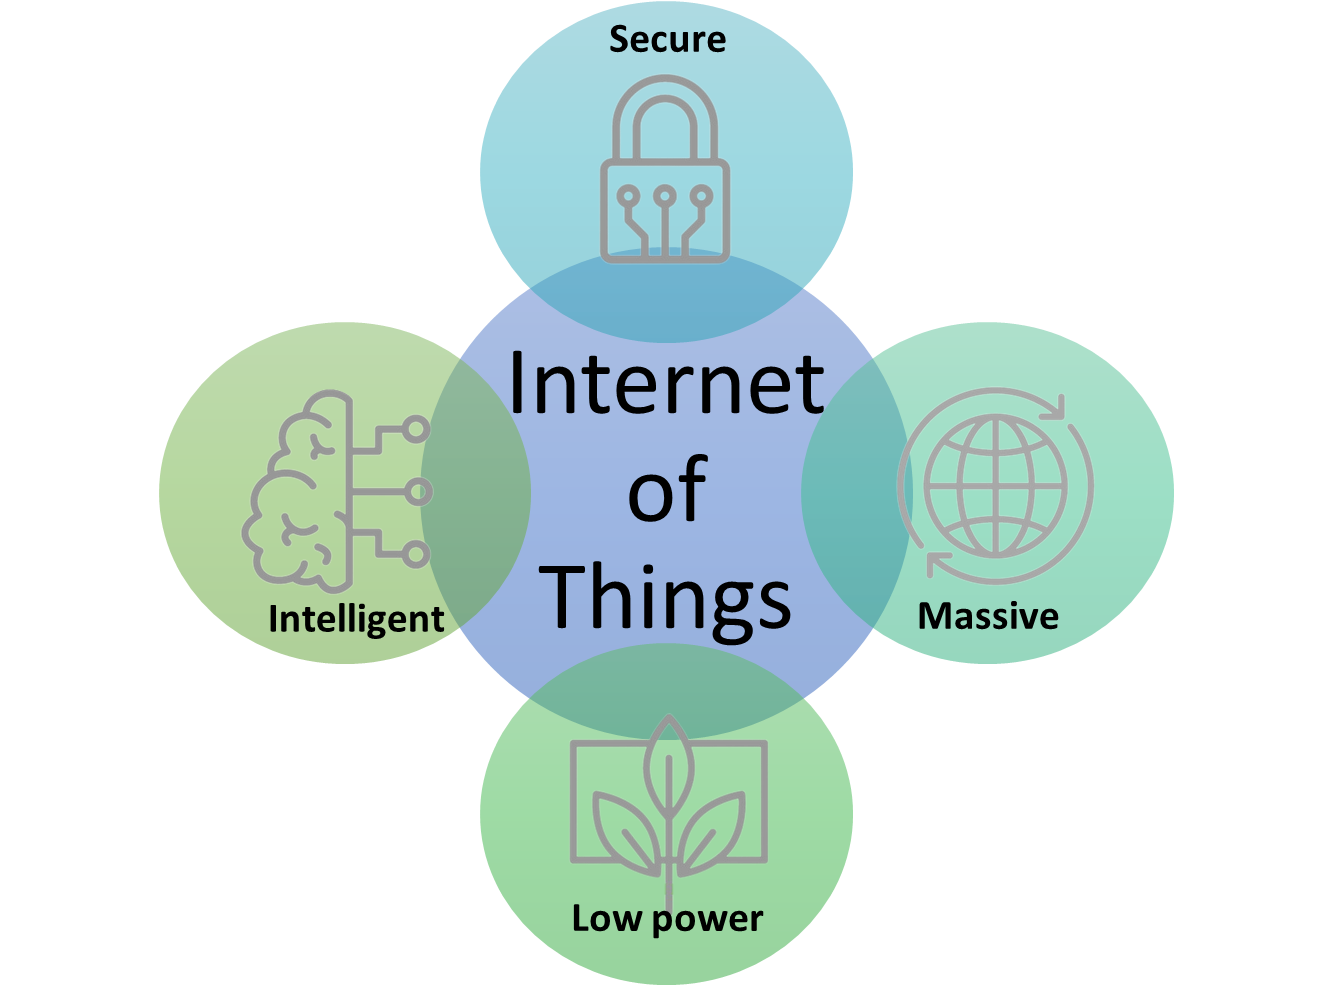 Secure
Internet
of
Things
Intelligent
Massive
Low power